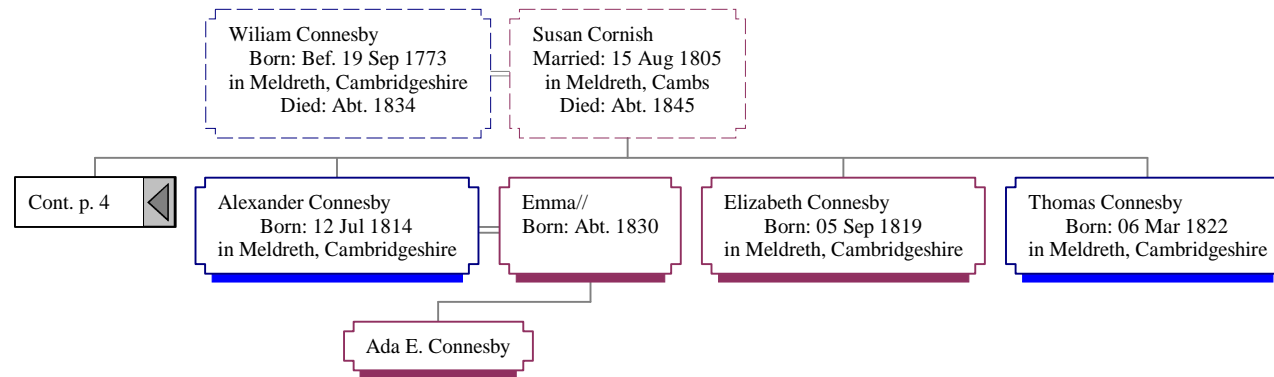 Wiliam Connesby
Born: Bef. 19 Sep 1773
in Meldreth, Cambridgeshire
Died: Abt. 1834
Susan Cornish
Married: 15 Aug 1805
in Meldreth, Cambs
Died: Abt. 1845
Cont. p. 4
Alexander Connesby
Born: 12 Jul 1814
in Meldreth, Cambridgeshire
Emma//
Born: Abt. 1830
Elizabeth Connesby
Born: 05 Sep 1819
in Meldreth, Cambridgeshire
Thomas Connesby
Born: 06 Mar 1822
in Meldreth, Cambridgeshire
Ada E. Connesby